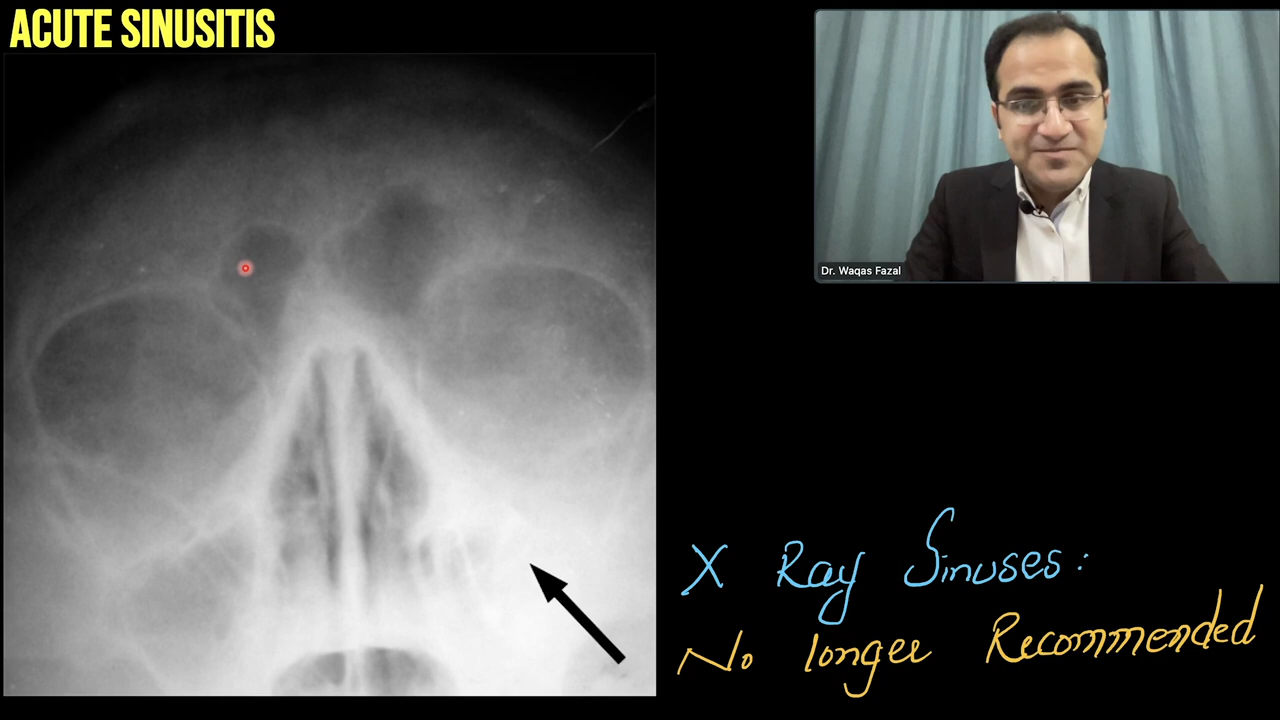 ACUTE SINUSITIS
Dr. Waqas Fazal
X Ray Sinuses:
No longer Recommended